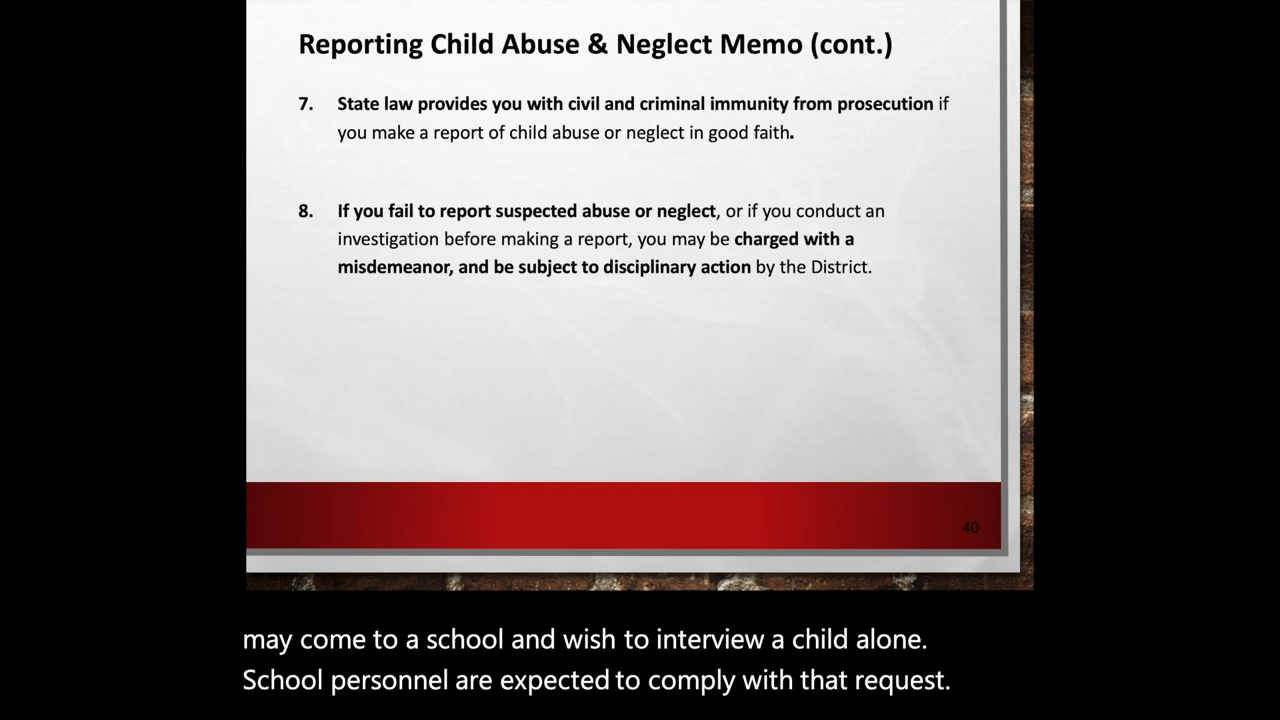 Reporting Child Abuse & Neglect Memo (cont.)
7. State law provides you with civil and criminal immunity from prosecution if
you make a report of child abuse or neglect in good faith.
8. If you fail to report suspected abuse or neglect, or if you conduct an
investigation before making a report, you may be charged with a
misdemeanor, and be subject to disciplinary action by the District.
40
may come to a school and wish to interview a child alone.
School personnel are expected to comply with that request.